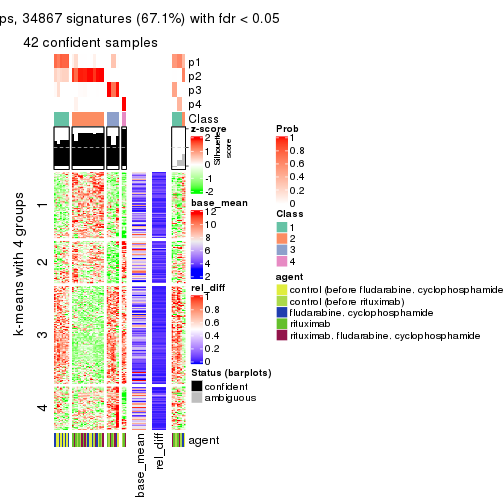 ps, 34867 signatures (67.1%) with fdr < 0.05
42 confident samples
p1
p2
p3
p4
Class
z-score
2
1
0
-1
-2
Silhouette
score
base_mean
12
10
8
6
4
2
rel_diff
1
0.8
0.6
0.4
0.2
0
Status (barplots)
confident
ambiguous
Prob
1
0.8
0.6
0.4
0.2
0
Class
1
2
3
4
agent
control (before fludarabine, cyclophosphamide
control (before rituximab)
fludarabine, cyclophosphamide
rituximab
rituximab, fludarabine, cyclophosphamide
k-means with 4 groups
1
2
3
4
agent
base_mean
rel_diff